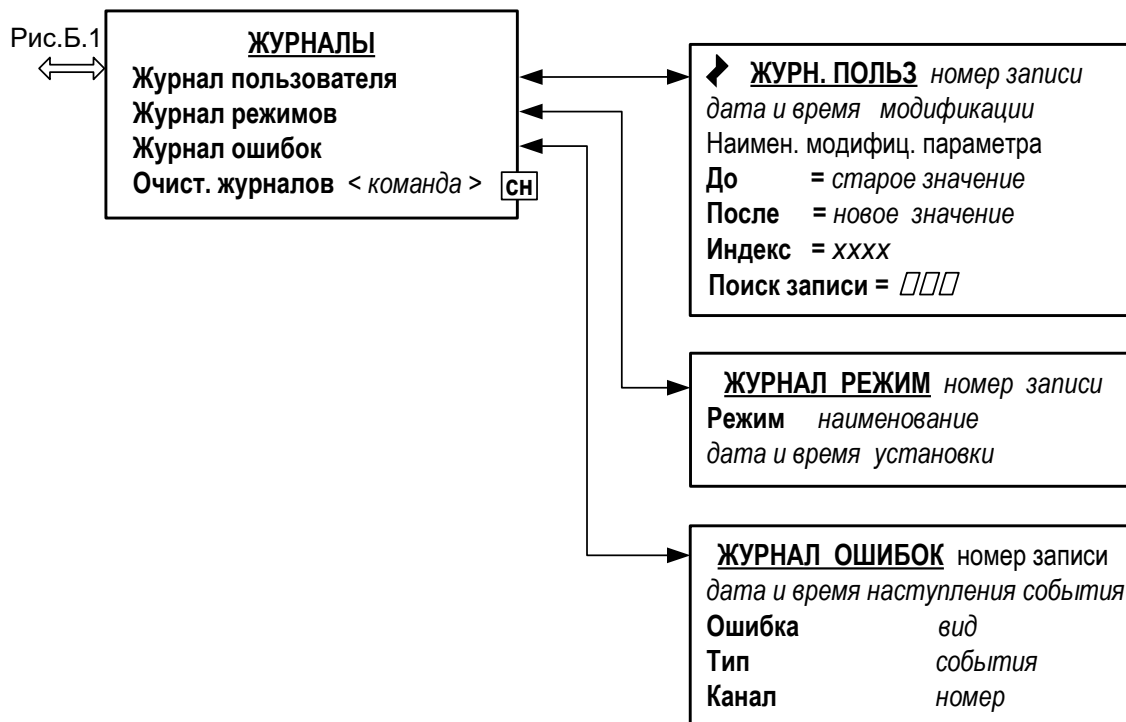 Рис.Б.1
ЖУРНАЛЫ
Журнал пользователя
Журнал режимов
Журнал ошибок
Очист. журналов < команда > СН
ЖУРН. ПОЛЬЗ номер записи
дата и время модификации
Наимен. модифиц. параметра
До = старое значение
После = новое значение
Индекс = xxxx
Поиск записи =
ЖУРНАЛ РЕЖИМ номер записи
Режим наименование
дата и время установки
ЖУРНАЛ ОШИБОК номер записи
дата и время наступления события
Ошибка вид
Тип события
Канал номер